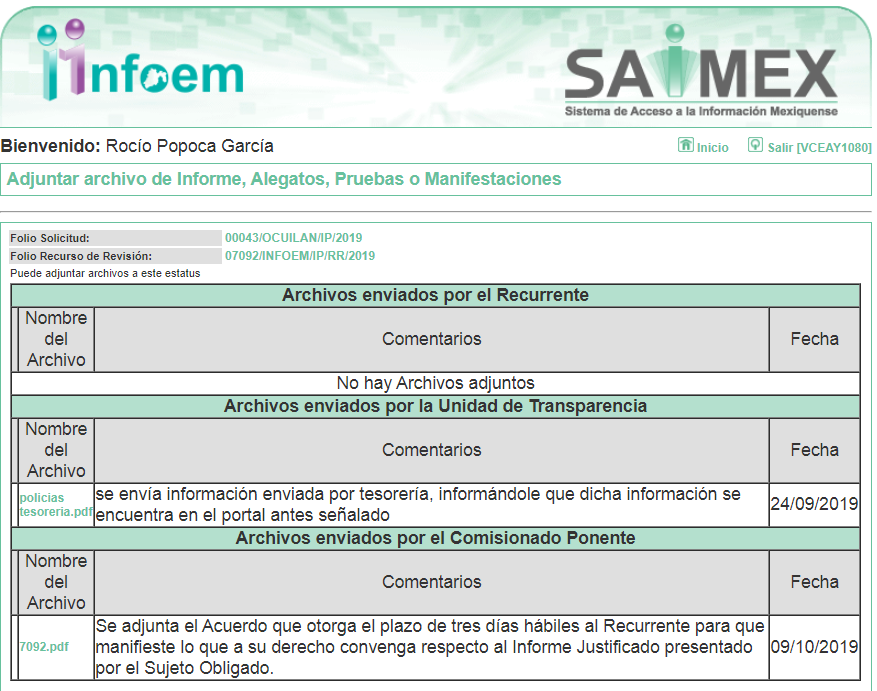 infoem
SAIMEX
Sistema de Acceso a la Información Mexiquense
Bienvenido: Rocío Popoca García
Inicio
Salir [VCEAY1080]
Adjuntar archivo de Informe, Alegatos, Pruebas o Manifestaciones
Folio Solicitud: 00043/OCUILAN/IP/2019
Folio Recurso de Revisión: 07092/INFOEM/IP/RR/2019
Puede adjuntar archivos a este estatus
Archivos enviados por el Recurrente
Nombre
del
Archivo
Comentarios
Fecha
No hay Archivos adjuntos
Archivos enviados por la Unidad de Transparencia
Nombre
del
Archivo
Comentarios
Fecha
policias
tesoreria.pdf
se envía información enviada por tesorería, informándole que dicha información se
encuentra en el portal antes señalado
24/09/2019
Archivos enviados por el Comisionado Ponente
Nombre
del
Archivo
Comentarios
Fecha
7092.pdf
Se adjunta el Acuerdo que otorga el plazo de tres días hábiles al Recurrente para que
manifieste lo que a su derecho convenga respecto al Informe Justificado presentado
por el Sujeto Obligado.
09/10/2019